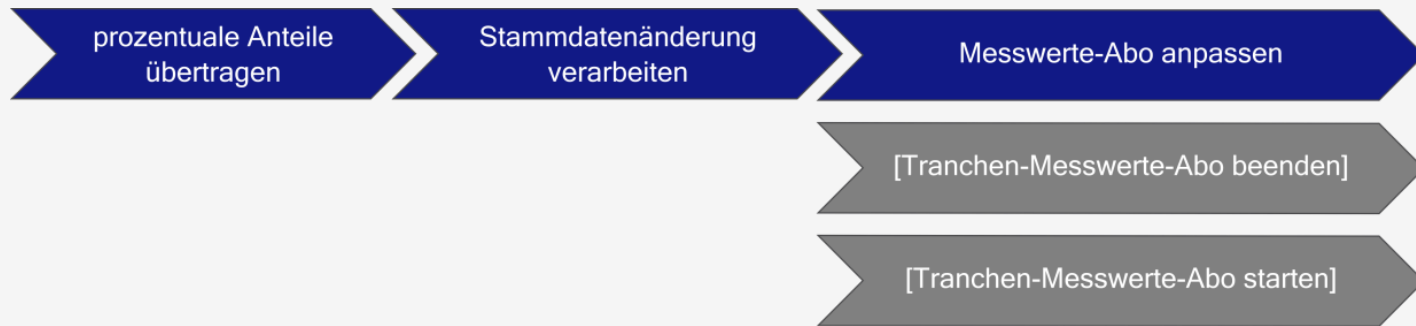 prozentuale Anteile
übertragen
Stammdatenänderung
verarbeiten
Messwerte-Abo anpassen
[Tranchen-Messwerte-Abo beenden]
[Tranchen-Messwerte-Abo starten]